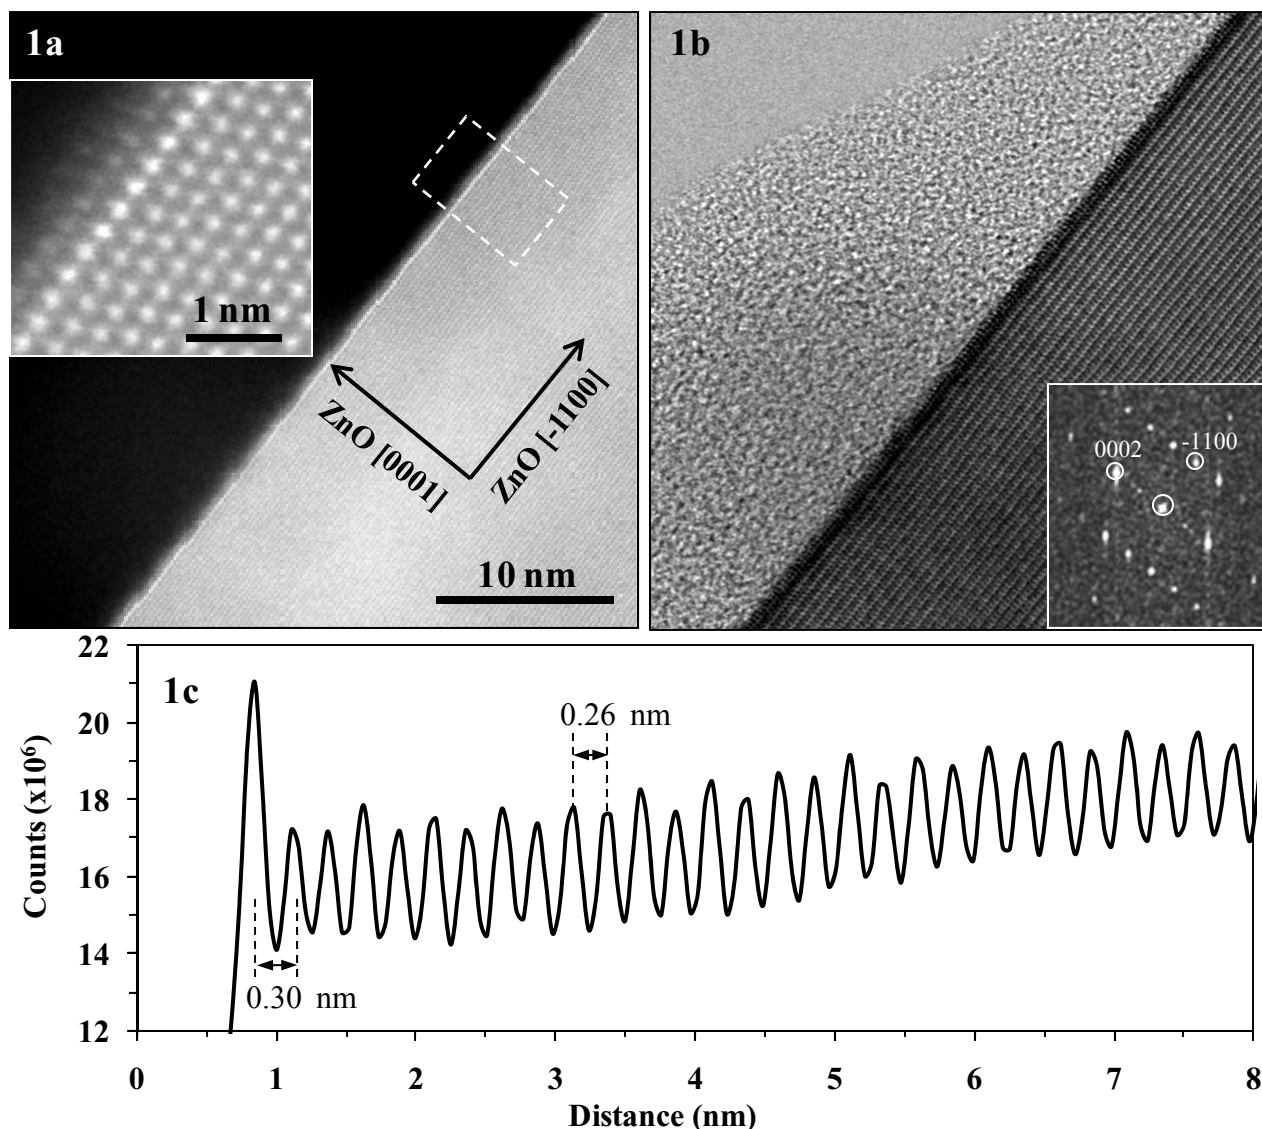 1a
1 nm
ZnO [0001]
ZnO [-1100]
10 nm
1b
0002
-1100
1c
0.26 nm
0.30 nm
Counts (x10⁶)
22
20
18
16
14
12
0 1 2 3 4 5 6 7 8
Distance (nm)